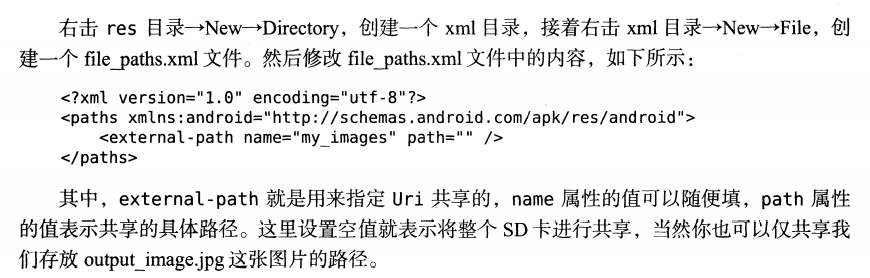 右击 res 目录→New→Directory，创建一个 xml 目录，接着右击 xml 目录→New→File，创
建一个 file_paths.xml 文件。然后修改 file_paths.xml 文件中的内容，如下所示：
<?xml version="1.0" encoding="utf-8"?>
<paths xmlns:android="http://schemas.android.com/apk/res/android">
    <external-path name="my_images" path="" />
</paths>
其中，external-path 就是用来指定 Uri 共享的，name 属性的值可以随便填，path 属性
的值表示共享的具体路径。这里设置空值就表示将整个 SD 卡进行共享，当然你也可以仅共享我
们存放 output_image.jpg 这张图片的路径。